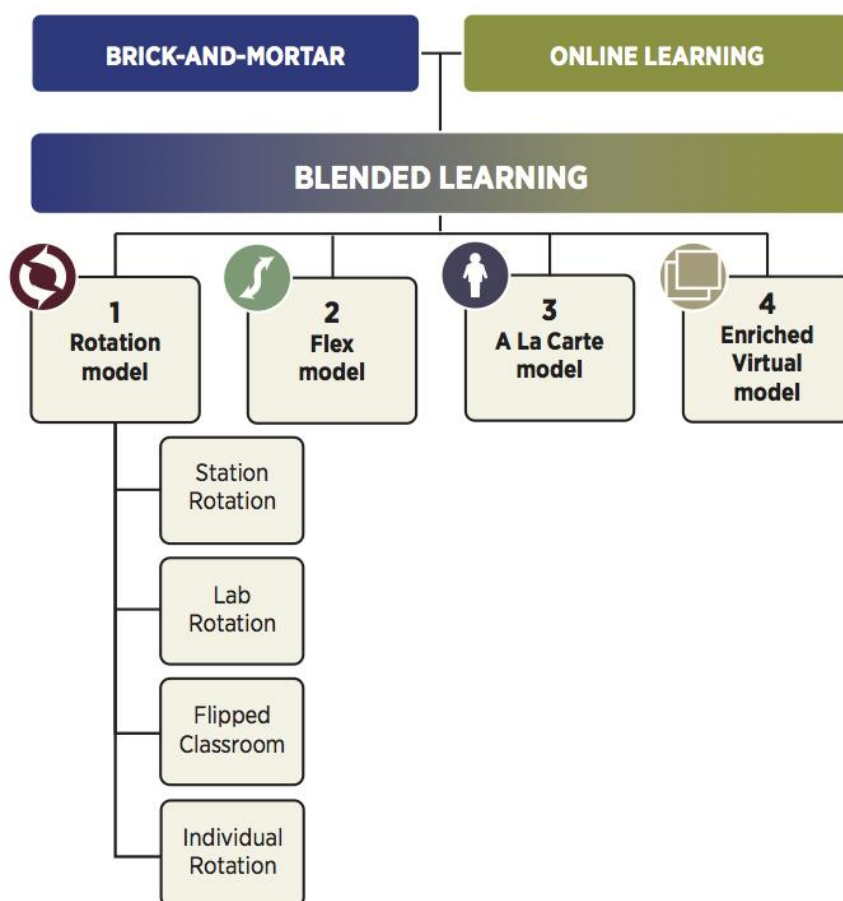 BRICK-AND-MORTAR
ONLINE LEARNING
BLENDED LEARNING
1
Rotation
model
2
Flex
model
3
A La Carte
model
4
Enriched
Virtual
model
Station
Rotation
Lab
Rotation
Flipped
Classroom
Individual
Rotation